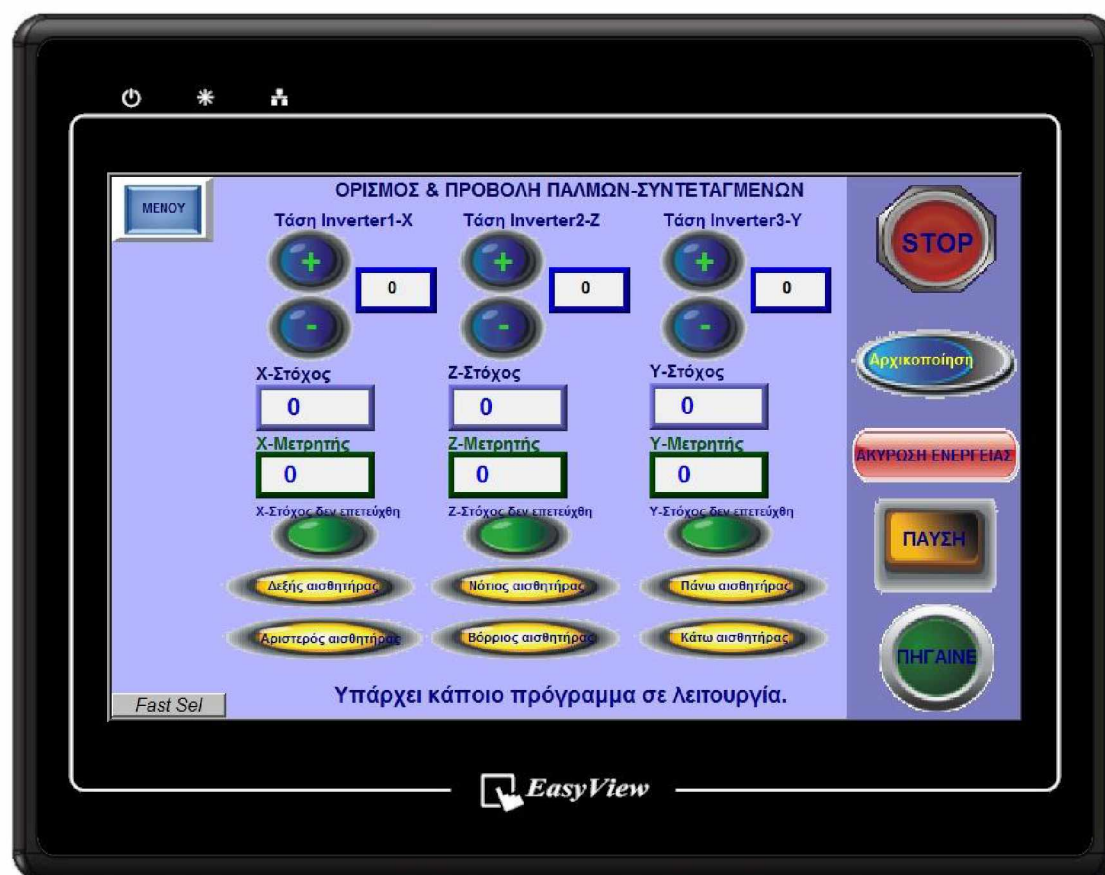 ΜΕΝΟΥ
ΟΡΙΣΜΟΣ & ΠΡΟΒΟΛΗ ΠΑΛΜΩΝ-ΣΥΝΤΕΤΑΓΜΕΝΩΝ
Τάση Inverter1-X Τάση Inverter2-Z Τάση Inverter3-Y
+ + +
0 0 0
- - -
X-Στόχος Z-Στόχος Y-Στόχος
0 0 0
X-Μετρητής Z-Μετρητής Y-Μετρητής
0 0 0
X-Στόχος δεν επετεύχθη Z-Στόχος δεν επετεύχθη Y-Στόχος δεν επετεύχθη
Δεξής αισθητήρας Νότιος αισθητήρας Πάνω αισθητήρας
Αριστερός αισθητήρας Βόρριος αισθητήρας Κάτω αισθητήρας
Υπάρχει κάποιο πρόγραμμα σε λειτουργία.
Fast Sel
STOP
Αρχικοποίηση
ΑΚΥΡΩΣΗ ΕΝΕΡΓΕΙΑΣ
ΠΑΥΣΗ
ΠΗΓΑΙΝΕ
EasyView